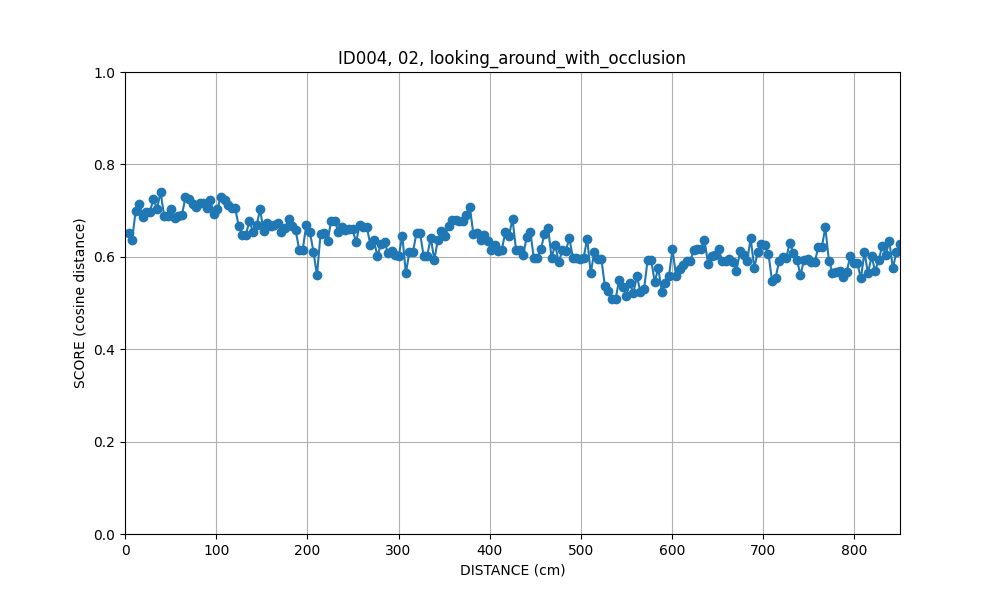 ID004, 02, looking_around_with_occlusion
SCORE (cosine distance)
1.0
0.8
0.6
0.4
0.2
0.0
0 100 200 300 400 500 600 700 800
DISTANCE (cm)